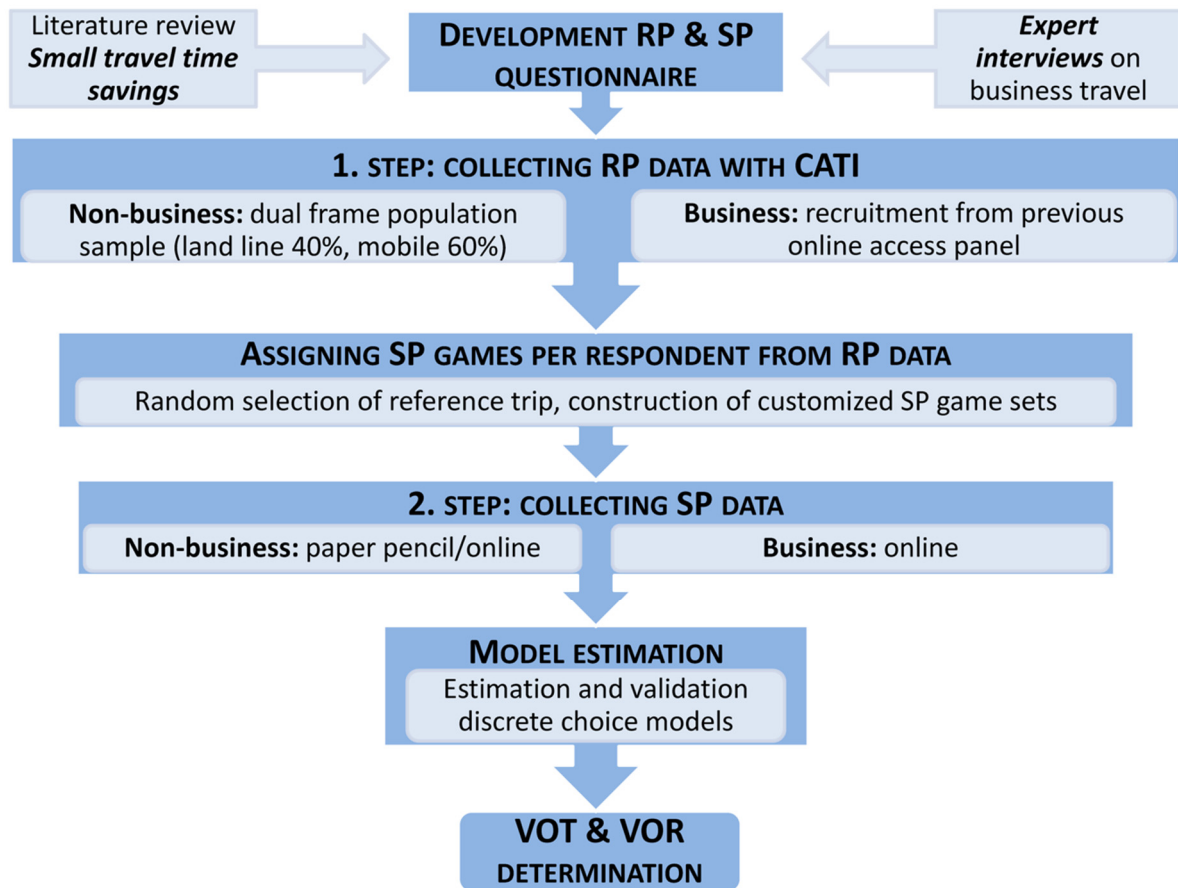 Literature review
Small travel time
savings
DEVELOPMENT RP & SP
QUESTIONNAIRE
Expert
interviews on
business travel
1. STEP: COLLECTING RP DATA WITH CATI
Non-business: dual frame population
sample (land line 40%, mobile 60%)
Business: recruitment from previous
online access panel
ASSIGNING SP GAMES PER RESPONDENT FROM RP DATA
Random selection of reference trip, construction of customized SP game sets
2. STEP: COLLECTING SP DATA
Non-business: paper pencil/online
Business: online
MODEL ESTIMATION
Estimation and validation
discrete choice models
VOT & VOR
DETERMINATION